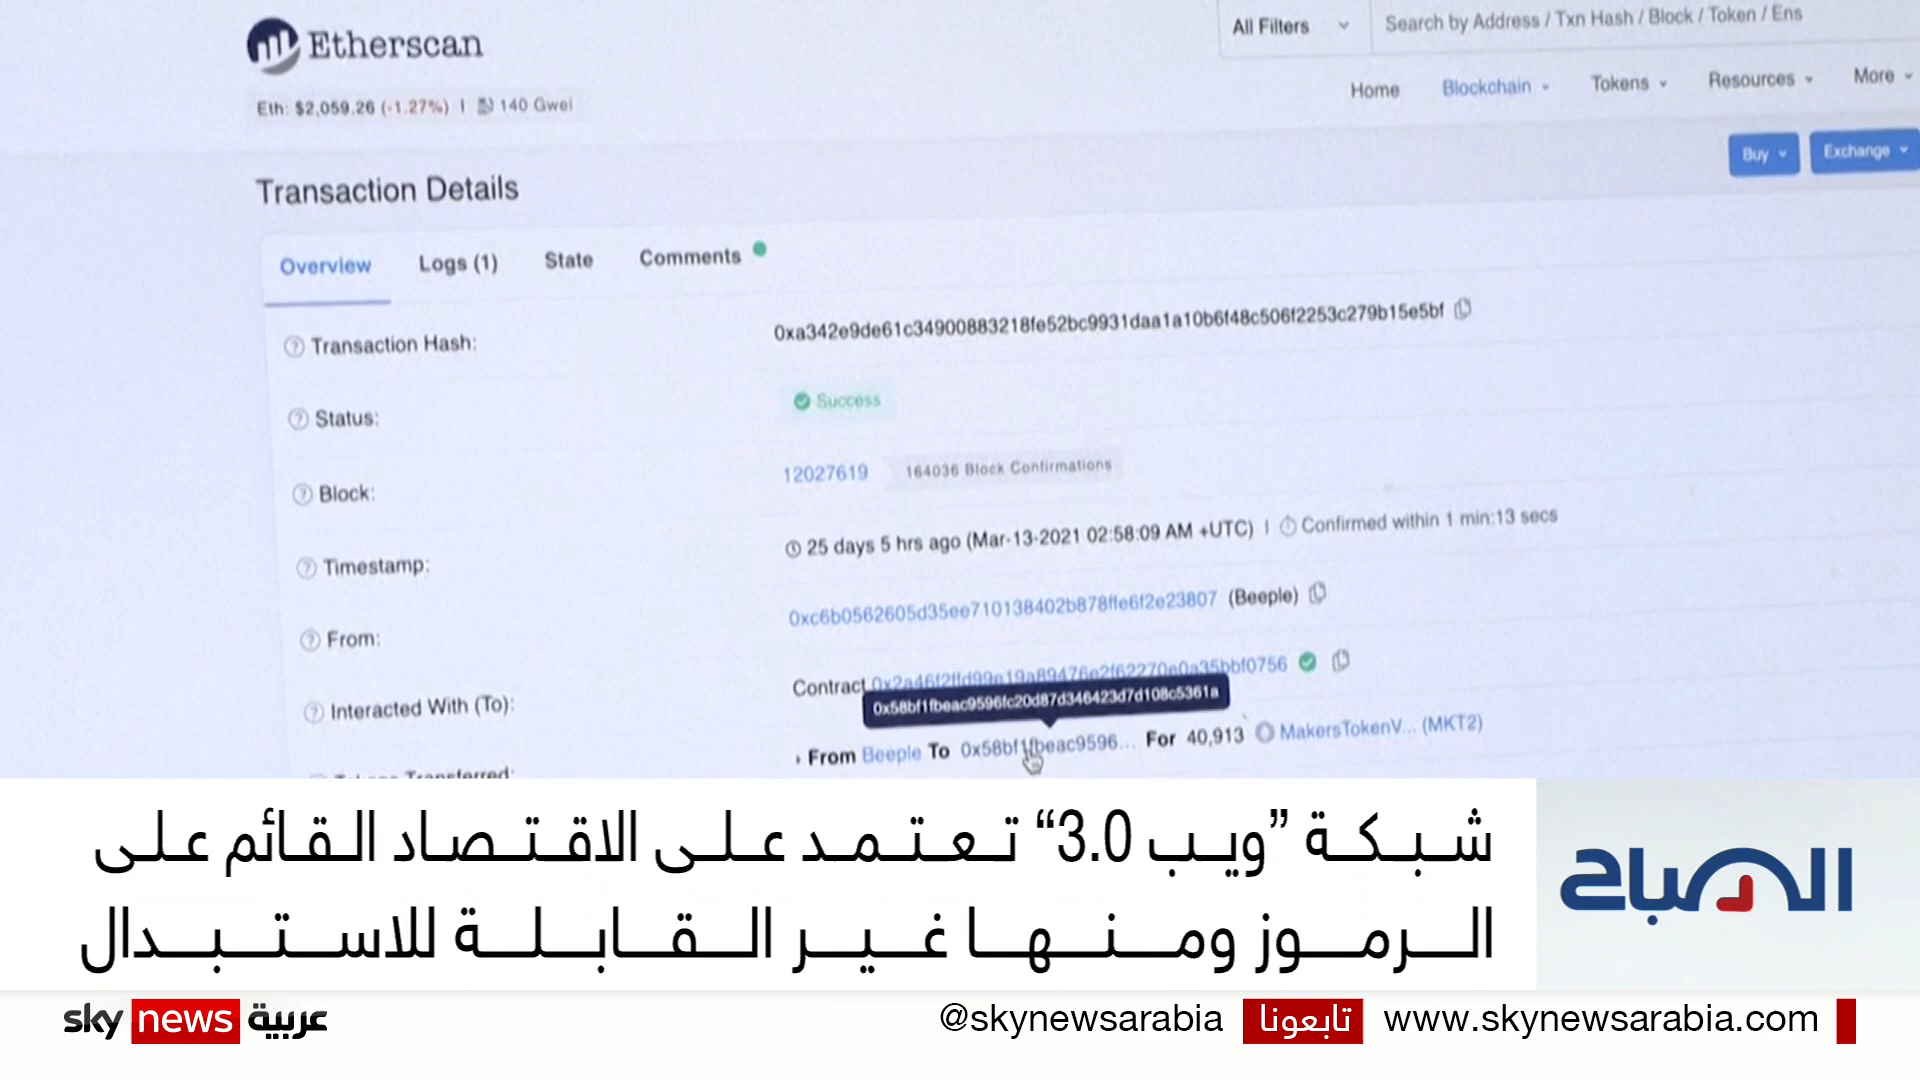 Etherscan
All Filters
Search by Address / Txn Hash / Block / Token / Ens
Eth: $2,059.26 (-1.27%) | 140 Gwei
Home Blockchain Tokens Resources More
Buy Exchange
Transaction Details
Overview Logs (1) State Comments
Transaction Hash: 0xa342e9de61c34900883218fe52bc9931daa1a10b6f48c506f2253c279b15e5bf
Status: Success
Block: 12027619 164036 Block Confirmations
Timestamp: 25 days 5 hrs ago (Mar-13-2021 02:58:09 AM +UTC) | Confirmed within 1 min:13 secs
From: 0xc6b0562605d35ee710138402b878ffe6f2e23807 (Beeple)
Interacted With (To): Contract
0x58bf1fbeac9596fc20d87d346423d7d108c5361a
From Beeple To 0x58bf1fbeac9596... For 40,913 MakersTokenV... (MKT2)
شبكة ”ويب 3.0“ تعتمد على الاقتصاد القائم على
الرموز ومنها غير القابلة للاستبدال
الصباح
sky news عربية
@skynewsarabia تابعونا www.skynewsarabia.com